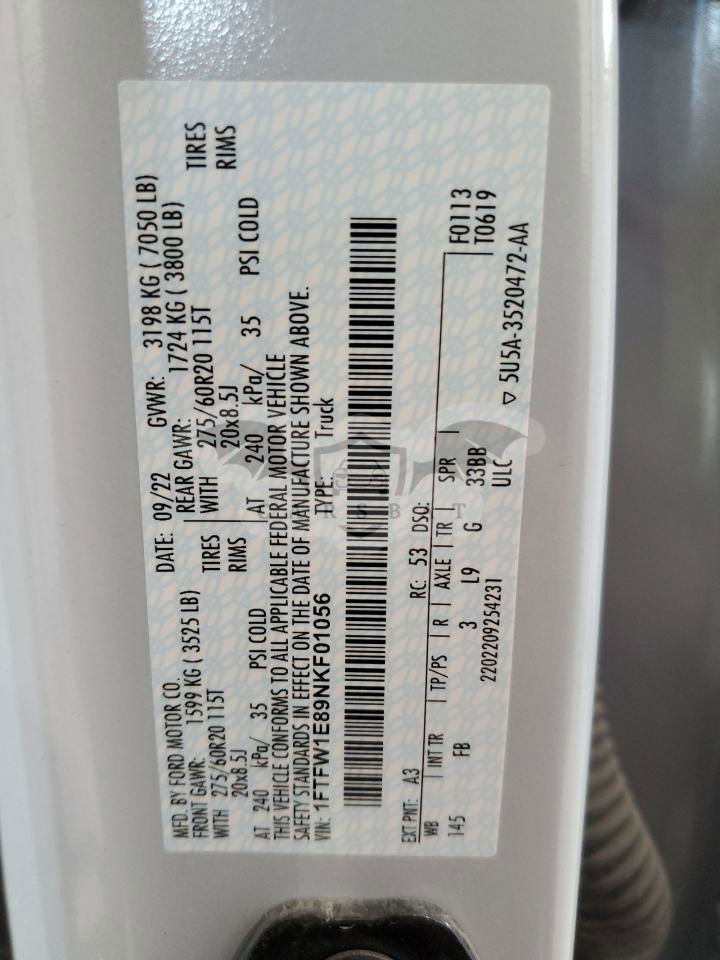 MFD. BY FORD MOTOR CO.
DATE: 09/22 GVWR: 3198 KG ( 7050 LB)
FRONT GAWR: 1599 KG ( 3525 LB)
REAR GAWR: 1724 KG ( 3800 LB)
WITH 275/60R20 115T TIRES
WITH 275/60R20 115T TIRES
20x8.5J RIMS
20x8.5J RIMS
AT 240 kPa/ 35 PSI COLD
AT 240 kPa/ 35 PSI COLD
THIS VEHICLE CONFORMS TO ALL APPLICABLE FEDERAL MOTOR VEHICLE
SAFETY STANDARDS IN EFFECT ON THE DATE OF MANUFACTURE SHOWN ABOVE.
VIN: 1FTFW1E89NKF01056 TYPE: Truck
EXT PNT: A3 RC: 53 DSO:
WB | INT TR | TP/PS | R | AXLE | TR | SPR | F0113
145 FB 3 L9 G 33BB T0619
2202209254231 ULC
▽ 5U5A-3520472-AA